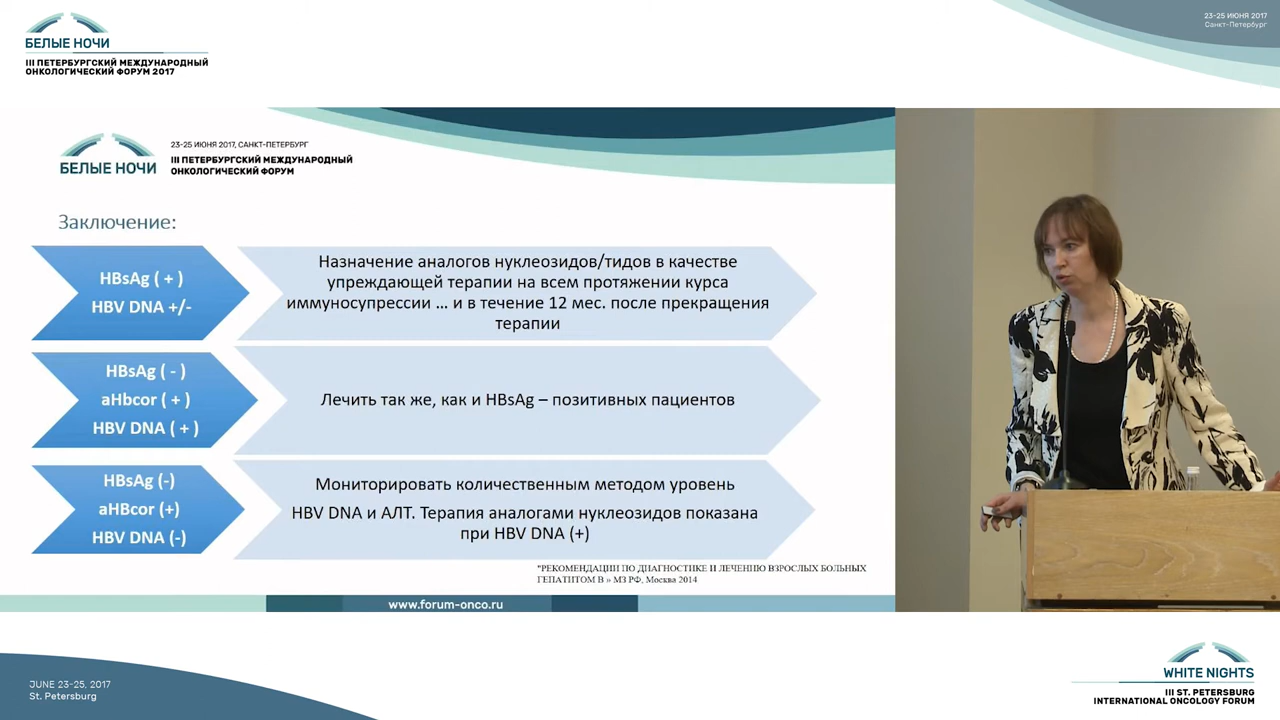 БЕЛЫЕ НОЧИ
III ПЕТЕРБУРГСКИЙ МЕЖДУНАРОДНЫЙ
ОНКОЛОГИЧЕСКИЙ ФОРУМ 2017
23-25 ИЮНЯ 2017
Санкт-Петербург
БЕЛЫЕ НОЧИ
23-25 ИЮНЯ 2017, САНКТ-ПЕТЕРБУРГ
III ПЕТЕРБУРГСКИЙ МЕЖДУНАРОДНЫЙ
ОНКОЛОГИЧЕСКИЙ ФОРУМ
Заключение:
HBsAg ( + )
HBV DNA +/-
Назначение аналогов нуклеозидов/тидов в качестве
упреждающей терапии на всем протяжении курса
иммуносупрессии ... и в течение 12 мес. после прекращения
терапии
HBsAg ( - )
aHbcor ( + )
HBV DNA ( + )
Лечить так же, как и HBsAg – позитивных пациентов
HBsAg (-)
aHBcor (+)
HBV DNA (-)
Мониторировать количественным методом уровень
HBV DNA и АЛТ. Терапия аналогами нуклеозидов показана
при HBV DNA (+)
"РЕКОМЕНДАЦИИ ПО ДИАГНОСТИКЕ И ЛЕЧЕНИЮ ВЗРОСЛЫХ БОЛЬНЫХ
ГЕПАТИТОМ В » МЗ РФ, Москва 2014
www.forum-onco.ru
JUNE 23-25, 2017
St. Petersburg
WHITE NIGHTS
III ST. PETERSBURG
INTERNATIONAL ONCOLOGY FORUM